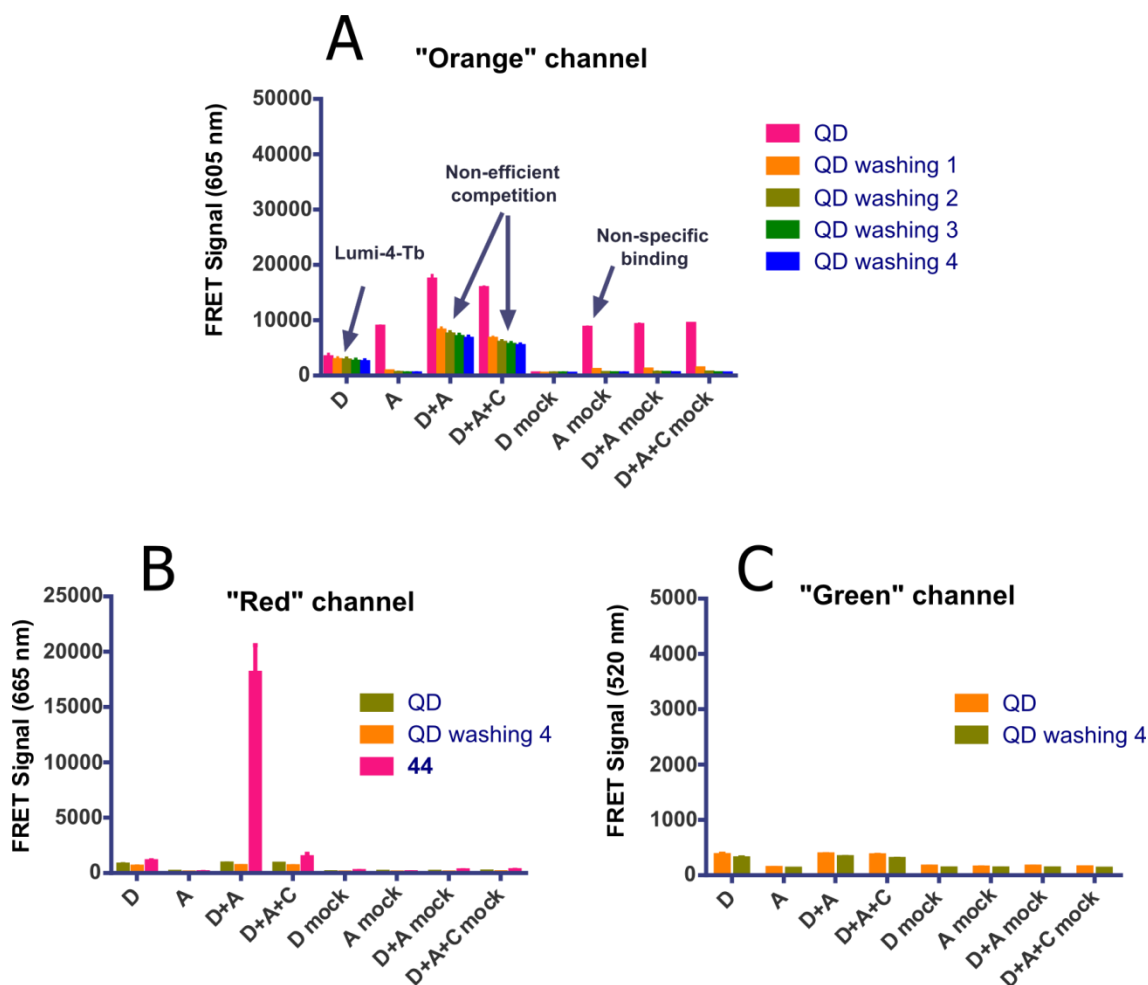 A
"Orange" channel
FRET Signal (605 nm)
50000
40000
30000
20000
10000
0
Lumi-4-Tb
Non-efficient
competition
Non-specific
binding
QD
QD washing 1
QD washing 2
QD washing 3
QD washing 4
D
A
D+A
D+A+C
D mock
A mock
D+A mock
D+A+C mock
B
"Red" channel
FRET Signal (665 nm)
25000
20000
15000
10000
5000
0
QD
QD washing 4
44
D
A
D+A
D+A+C
D mock
A mock
D+A mock
D+A+C mock
C
"Green" channel
FRET Signal (520 nm)
5000
4000
3000
2000
1000
0
QD
QD washing 4
D
A
D+A
D+A+C
D mock
A mock
D+A mock
D+A+C mock